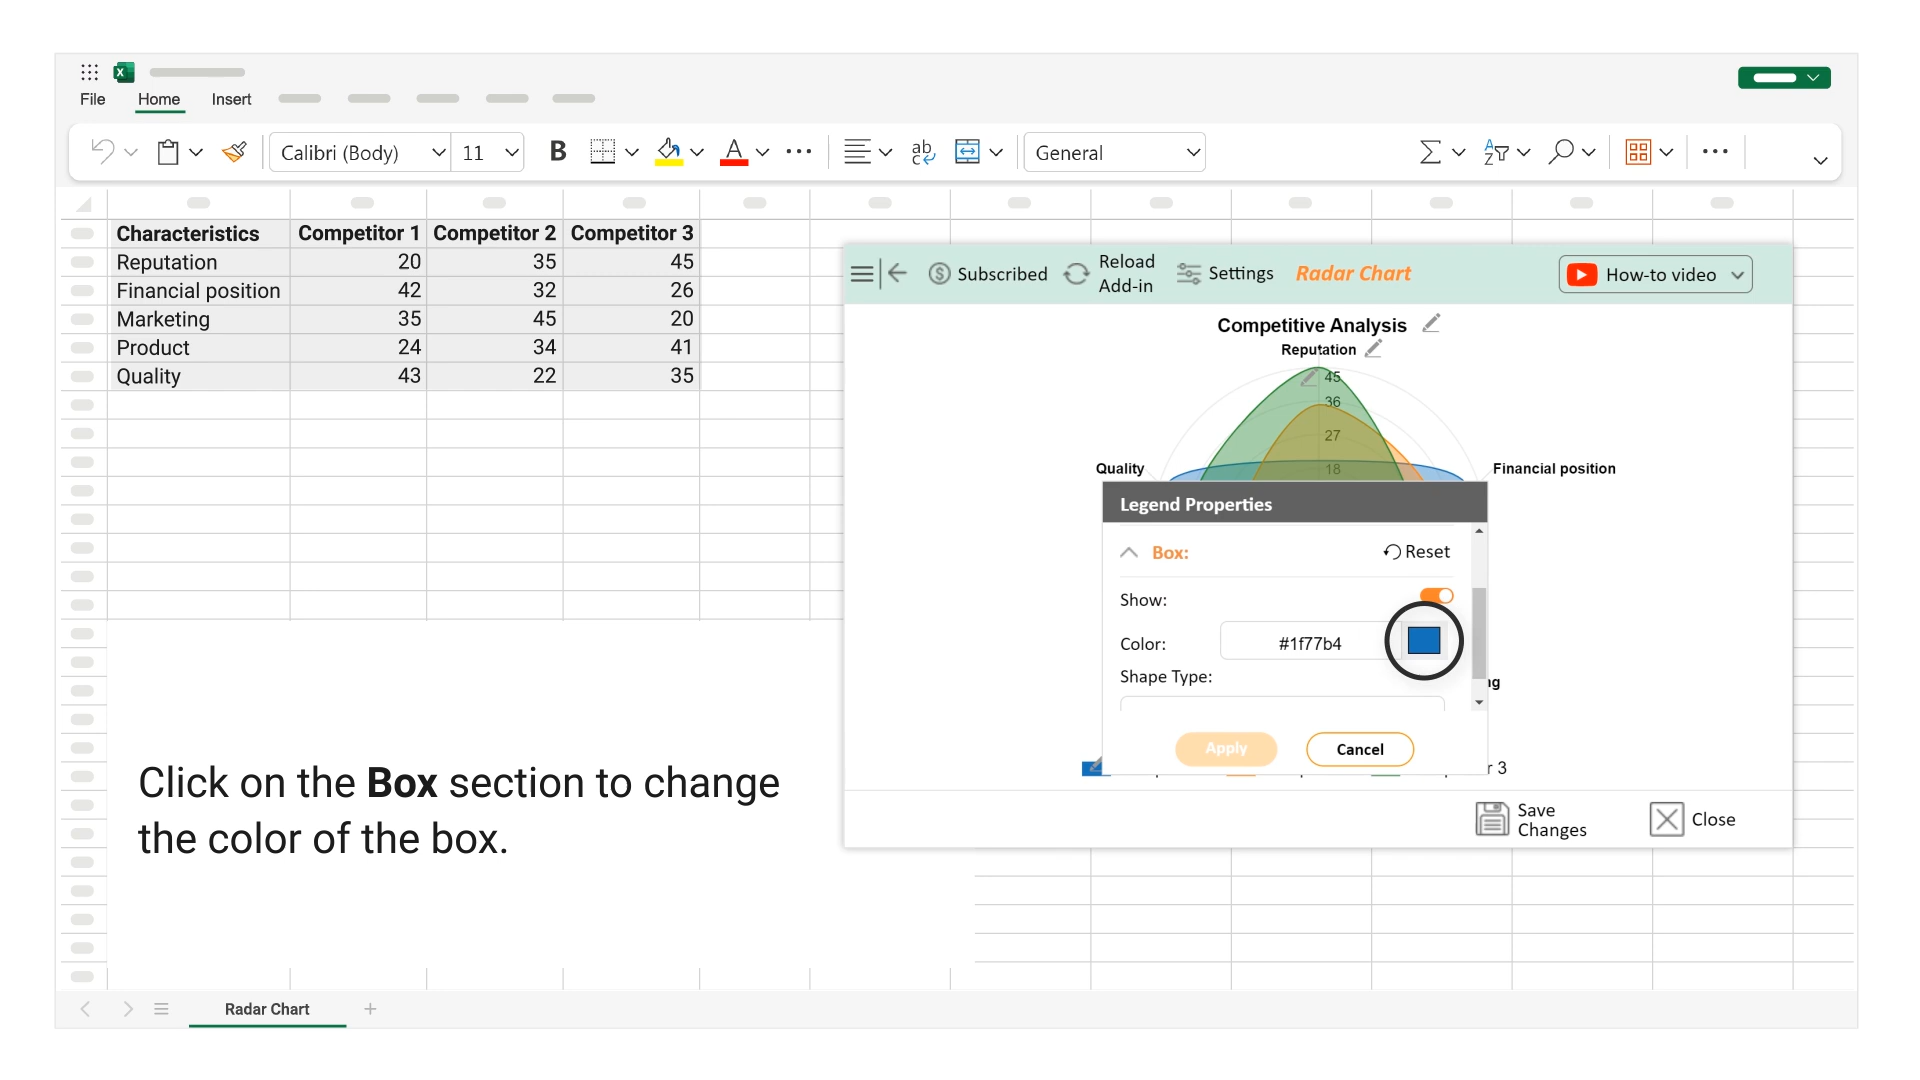 File Home Insert
Calibri (Body) 11 B A ab c General A Z
Characteristics Competitor 1 Competitor 2 Competitor 3
Reputation 20 35 45
Financial position 42 32 26
Marketing 35 45 20
Product 24 34 41
Quality 43 22 35
Subscribed Reload Add-in Settings Radar Chart How-to video
Competitive Analysis
Reputation
45
36
27
18
Quality Financial position
Legend Properties
Box: Reset
Show:
Color: #1f77b4
Shape Type:
ng
Apply Cancel
r 3
Save Changes Close
Click on the Box section to change
the color of the box.
Radar Chart